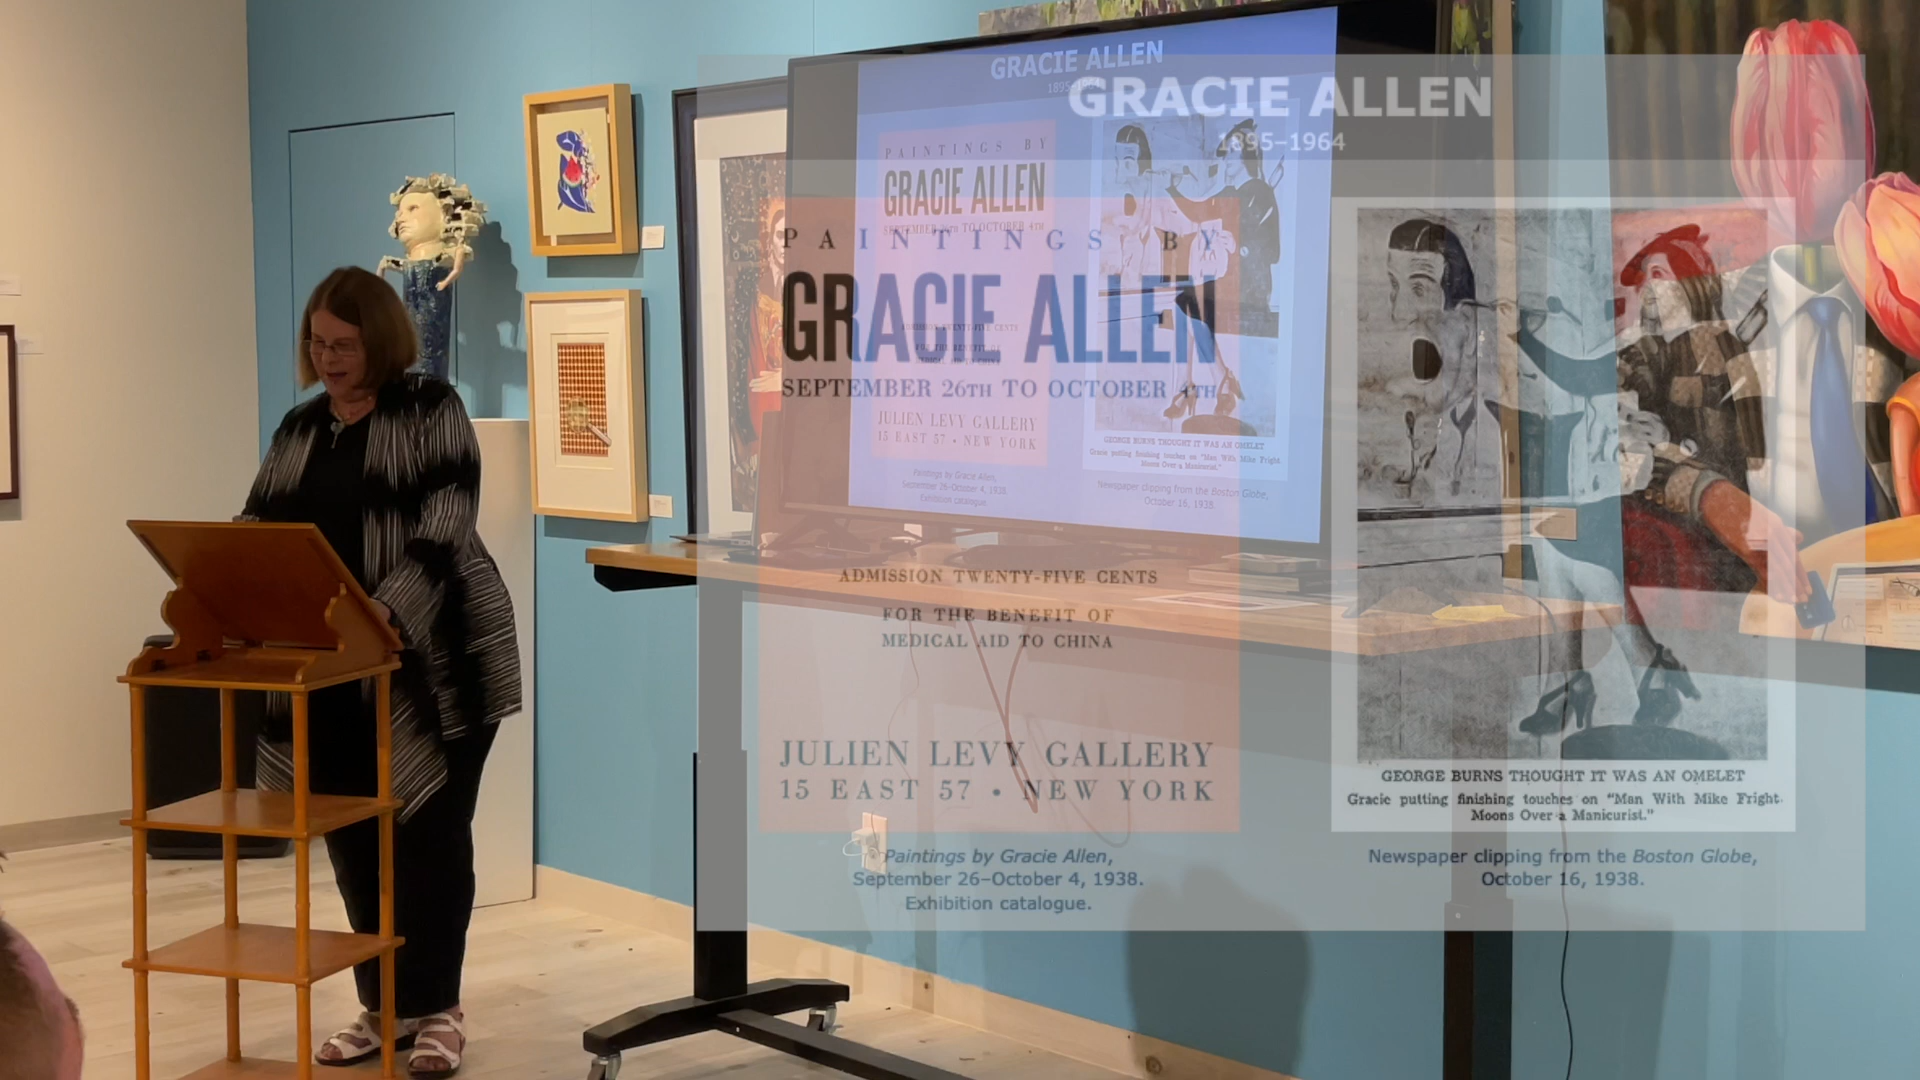 GRACIE ALLEN
1895–1964
PAINTINGS BY
GRACIE ALLEN
SEPTEMBER 26TH TO OCTOBER 4TH
ADMISSION TWENTY-FIVE CENTS
FOR THE BENEFIT OF
MEDICAL AID TO CHINA
JULIEN LEVY GALLERY
15 EAST 57 • NEW YORK
Paintings by Gracie Allen,
September 26–October 4, 1938.
Exhibition catalogue.
GEORGE BURNS THOUGHT IT WAS AN OMELET
Gracie putting finishing touches on "Man With Mike Fright
Moons Over a Manicurist."
Newspaper clipping from the Boston Globe,
October 16, 1938.
GRACIE ALLEN
1895–1964
PAINTINGS BY
GRACIE ALLEN
SEPTEMBER 26TH TO OCTOBER 4TH
ADMISSION TWENTY-FIVE CENTS
FOR THE BENEFIT OF
MEDICAL AID TO CHINA
JULIEN LEVY GALLERY
15 EAST 57 • NEW YORK
Paintings by Gracie Allen,
September 26–October 4, 1938.
Exhibition catalogue.
GEORGE BURNS THOUGHT IT WAS AN OMELET
Gracie putting finishing touches on "Man With Mike Fright.
Moons Over a Manicurist."
Newspaper clipping from the Boston Globe,
October 16, 1938.